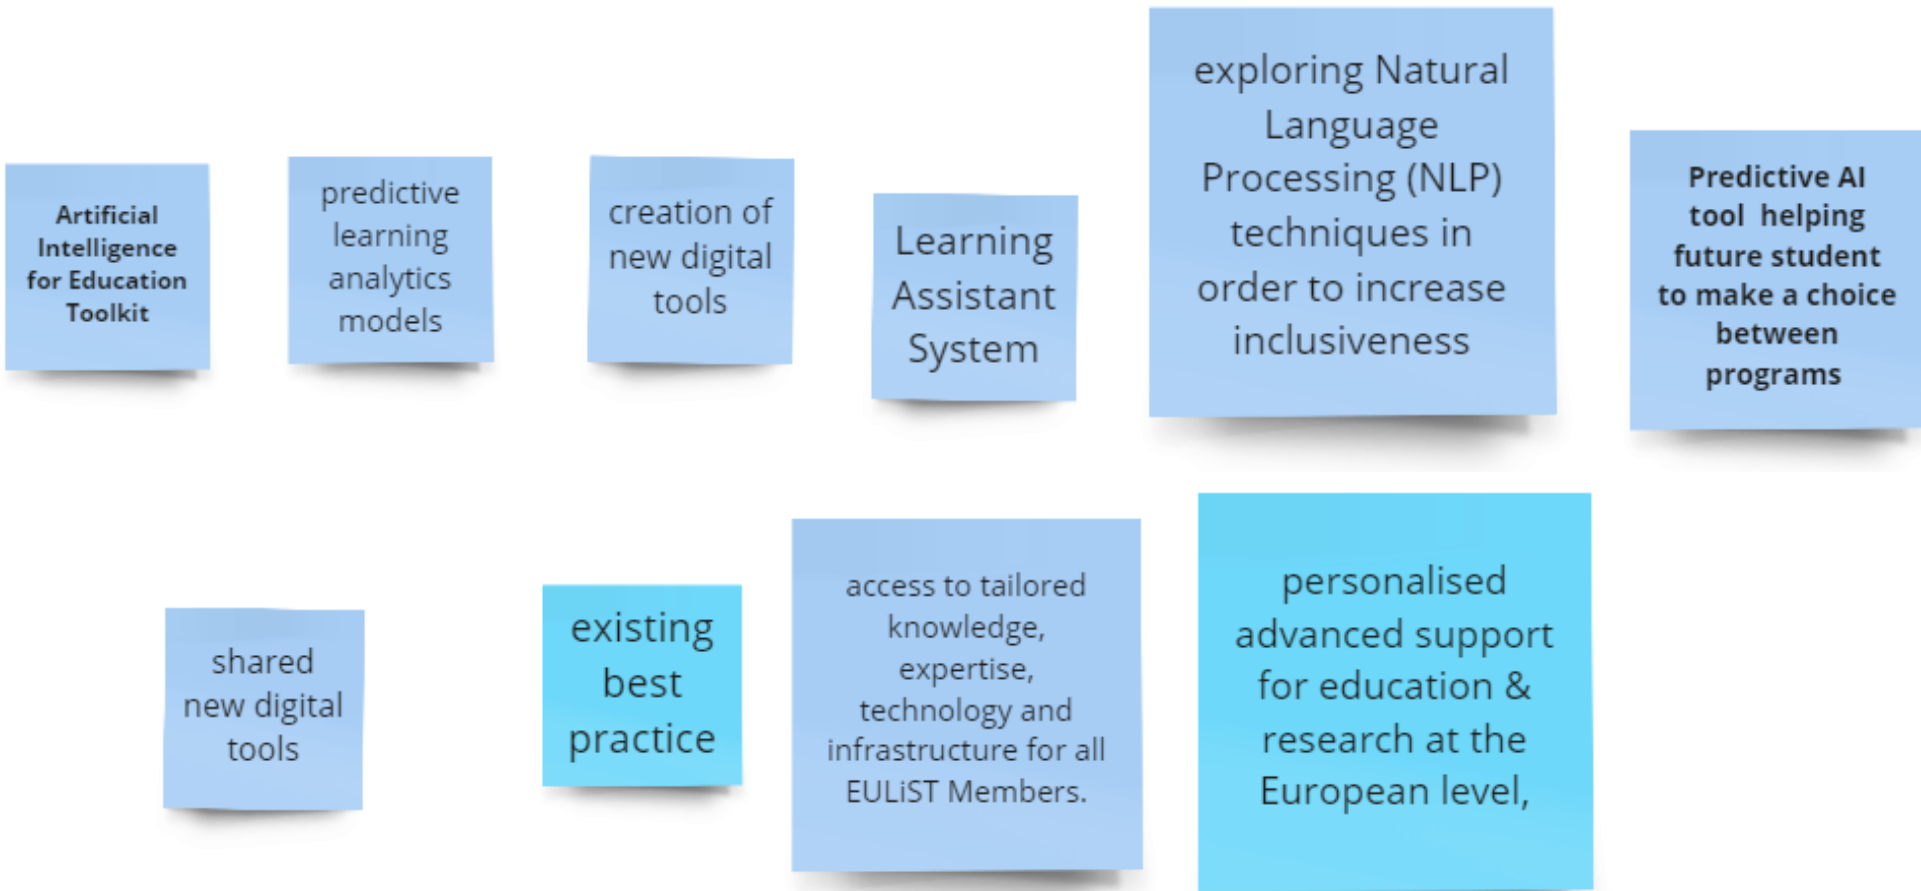 Artificial
Intelligence
for Education
Toolkit
predictive
learning
analytics
models
creation of
new digital
tools
Learning
Assistant
System
exploring Natural
Language
Processing (NLP)
techniques in
order to increase
inclusiveness
Predictive AI
tool helping
future student
to make a choice
between
programs
shared
new digital
tools
existing
best
practice
access to tailored
knowledge,
expertise,
technology and
infrastructure for all
EULiST Members.
personalised
advanced support
for education &
research at the
European level,